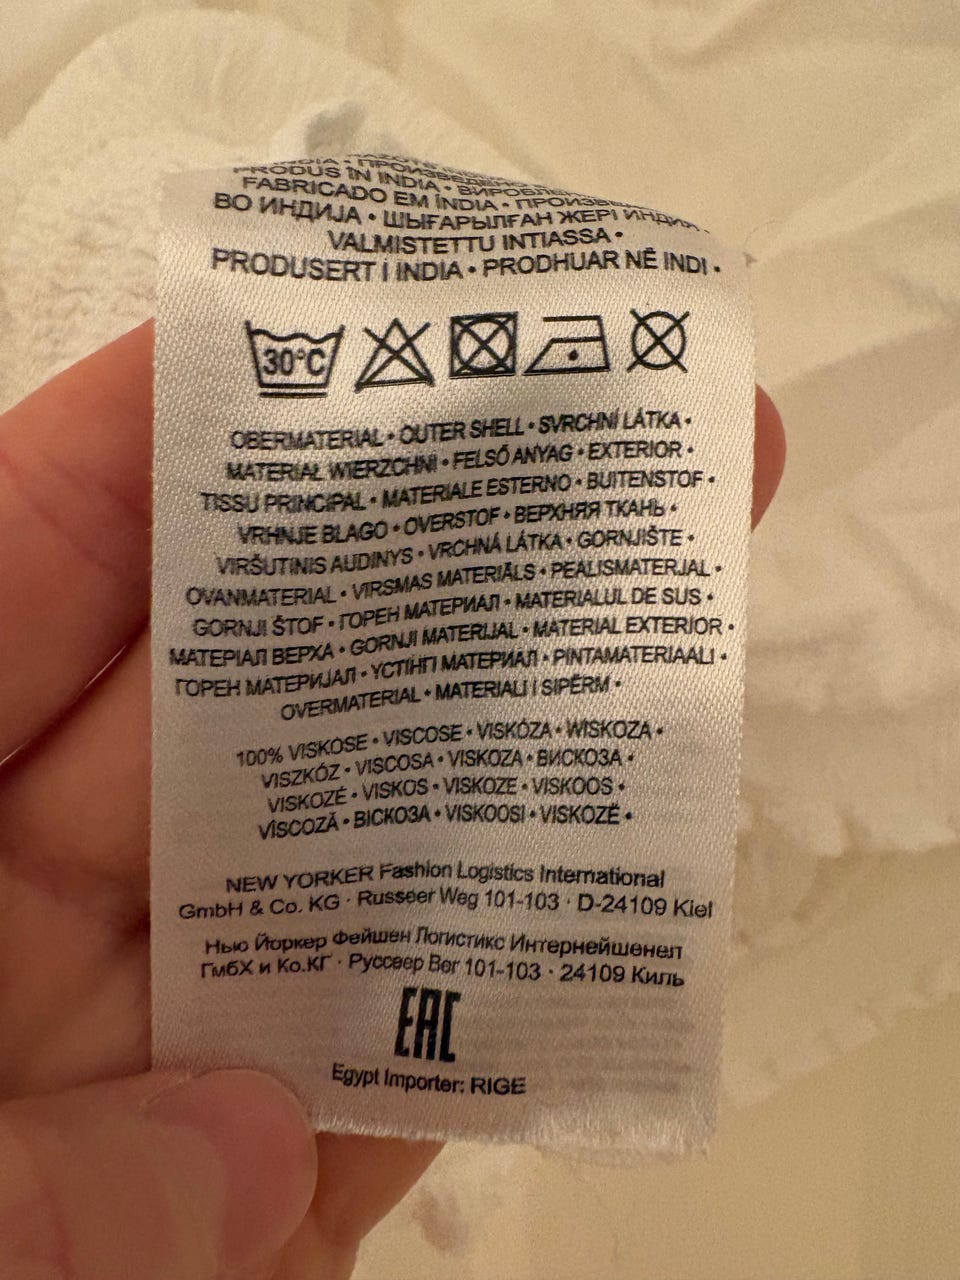 PRODUS ÎN INDIA •
FABRICADO EM ÍNDIA •
ВО ИНДИЈА • ШЫҒАРЫЛҒАН ЖЕРІ ИНДИЯ •
VALMISTETTU INTIASSA •
PRODUSERT I INDIA • PRODHUAR NË INDI •
30°C
OBERMATERIAL • OUTER SHELL • SVRCHNÍ LÁTKA •
MATERIAŁ WIERZCHNI • FELSŐ ANYAG • EXTERIOR •
TISSU PRINCIPAL • MATERIALE ESTERNO • BUITENSTOF •
VRHNJE BLAGO • OVERSTOF • ВЕРХНЯЯ ТКАНЬ •
VIRŠUTINIS AUDINYS • VRCHNÁ LÁTKA • GORNJIŠTE •
OVANMATERIAL • VIRSMAS MATERIĀLS • PEALISMATERJAL •
GORNJI ŠTOF • ГОРЕН МАТЕРИАЛ • MATERIALUL DE SUS •
МАТЕРІАЛ ВЕРХА • GORNJI MATERIJAL • MATERIAL EXTERIOR •
ГОРЕН МАТЕРИЈАЛ • ҮСТІҢГІ МАТЕРИАЛ • PINTAMATERIAALI •
OVERMATERIAL • MATERIALI I SIPËRM •
100% VISKOSE • VISCOSE • VISKÓZA • WISKOZA •
VISZKÓZ • VISCOSA • VISKOZA • ВИСКОЗА •
VISKOZĖ • VISKOS • VISKOZE • VISKOOS •
VÎSCOZĂ • ВІСКОЗА • VISKOOSI • VISKOZË •
NEW YORKER Fashion Logistics International
GmbH & Co. KG · Russeer Weg 101-103 · D-24109 Kiel
Нью Йоркер Фейшен Логистикс Интернейшенел
ГмбХ и Ко.КГ · Руссеер Вег 101-103 · 24109 Киль
EAC
Egypt Importer: RIGE